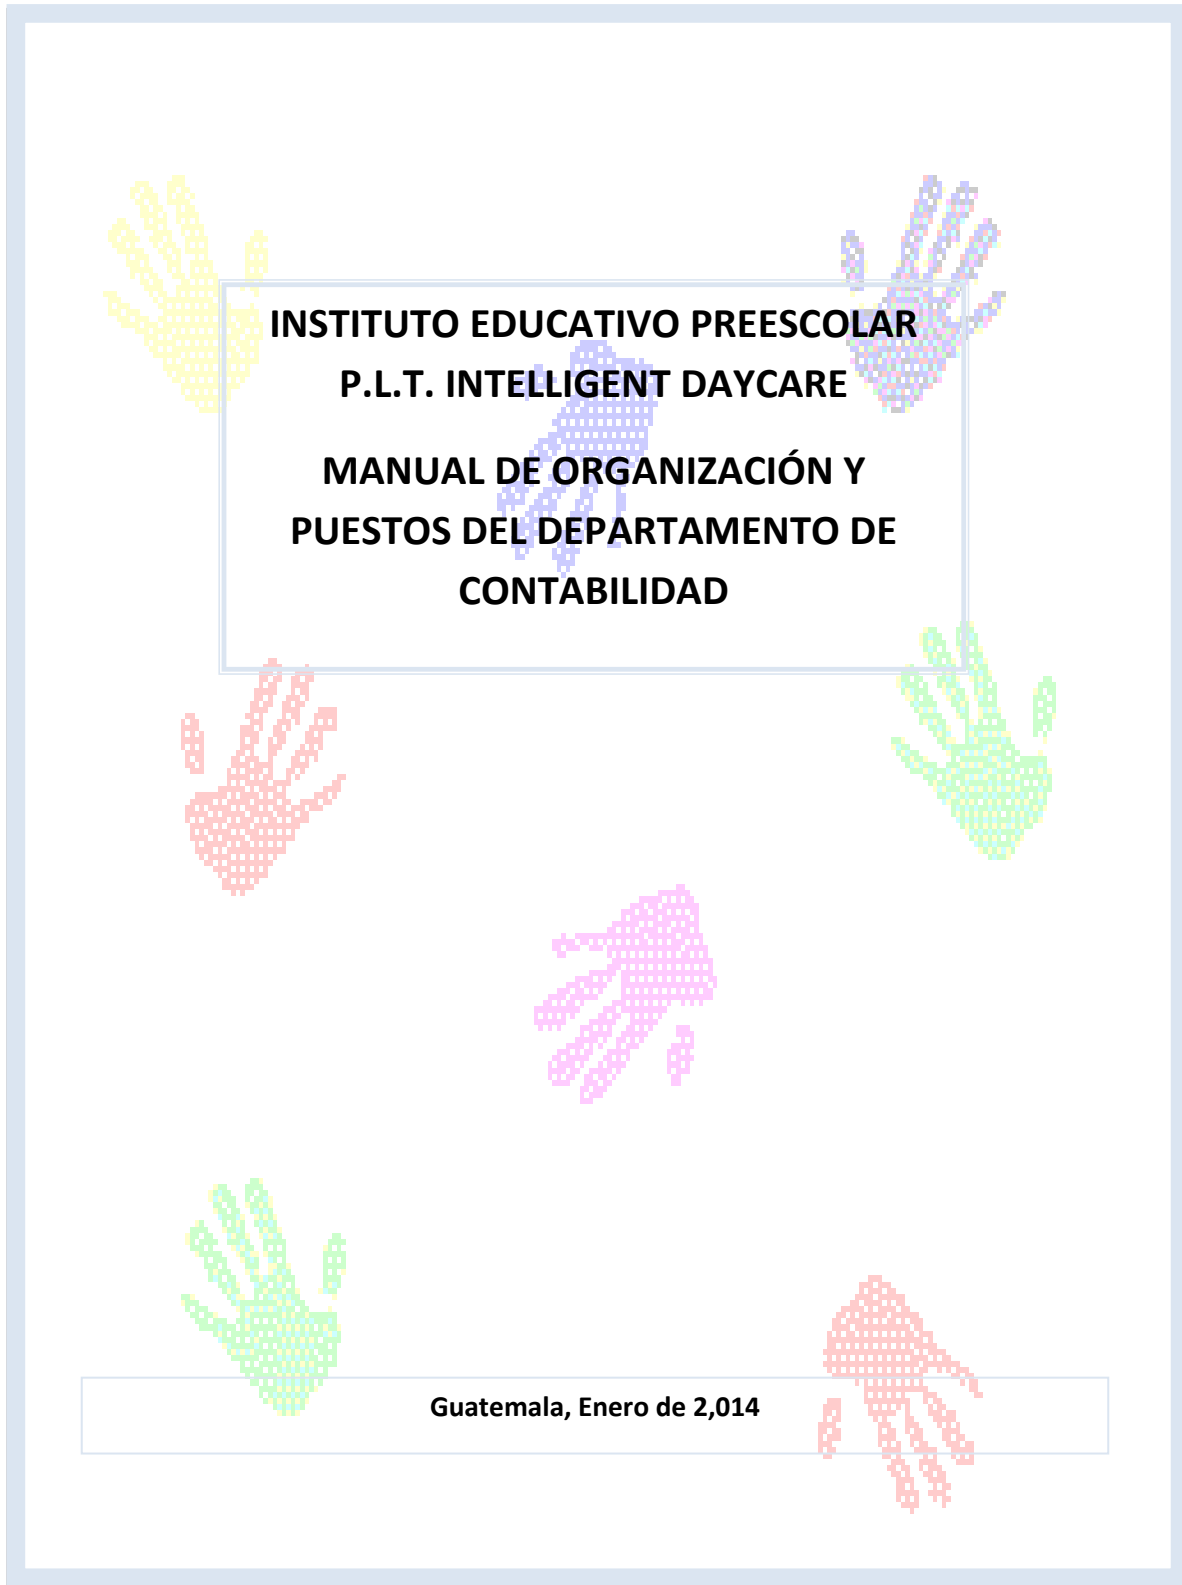 INSTITUTO EDUCATIVO PREESCOLAR
P.L.T. INTELLIGENT DAYCARE
MANUAL DE ORGANIZACIÓN Y
PUESTOS DEL DEPARTAMENTO DE
CONTABILIDAD
Guatemala, Enero de 2,014